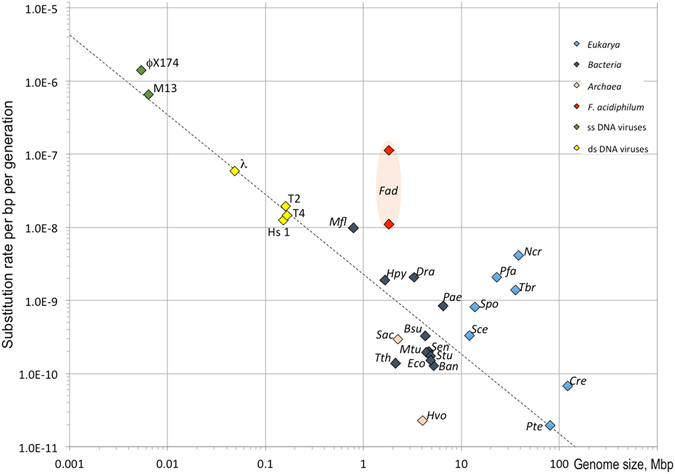 1.0E-5
Eukarya
ϕX174
Bacteria
1.0E-6
M13
Archaea
F. acidiphilum
ss DNA viruses
1.0E-7
ds DNA viruses
λ
Fad
T2
T4
1.0E-8
Hs 1
Mfl
Ncr
Hpy
Dra
Pfa
Tbr
1.0E-9
Pae
Spo
Sac
Bsu
Sce
Mtu
Sen
Tth
Eco
Stu
Ban
1.0E-10
Cre
Hvo
Pte
1.0E-11
0.001
0.01
0.1
1
10
100
Genome size, Mbp
Substitution rate per bp per generation